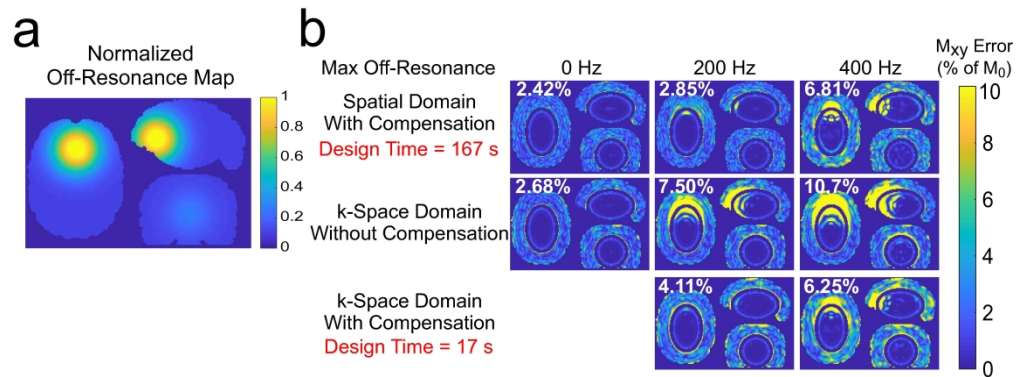 a
Normalized
Off-Resonance Map
1
0.8
0.6
0.4
0.2
0
b
Max Off-Resonance
0 Hz
200 Hz
400 Hz
Mxy Error
(% of M0)
Spatial Domain
With Compensation
Design Time = 167 s
2.42%
2.85%
6.81%
k-Space Domain
Without Compensation
2.68%
7.50%
10.7%
k-Space Domain
With Compensation
Design Time = 17 s
4.11%
6.25%
10
8
6
4
2
0